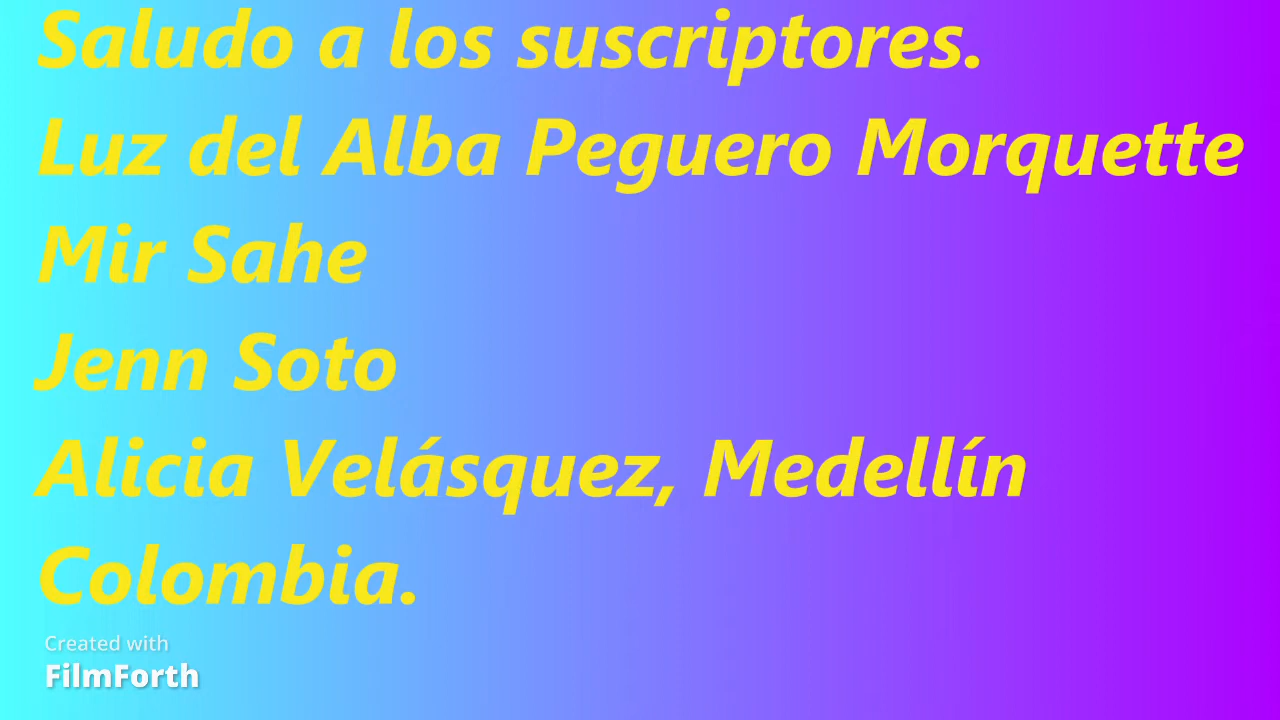 Saludo a los suscriptores.
Luz del Alba Peguero Morquette
Mir Sahe
Jenn Soto
Alicia Velásquez, Medellín
Colombia.
Created with
FilmForth